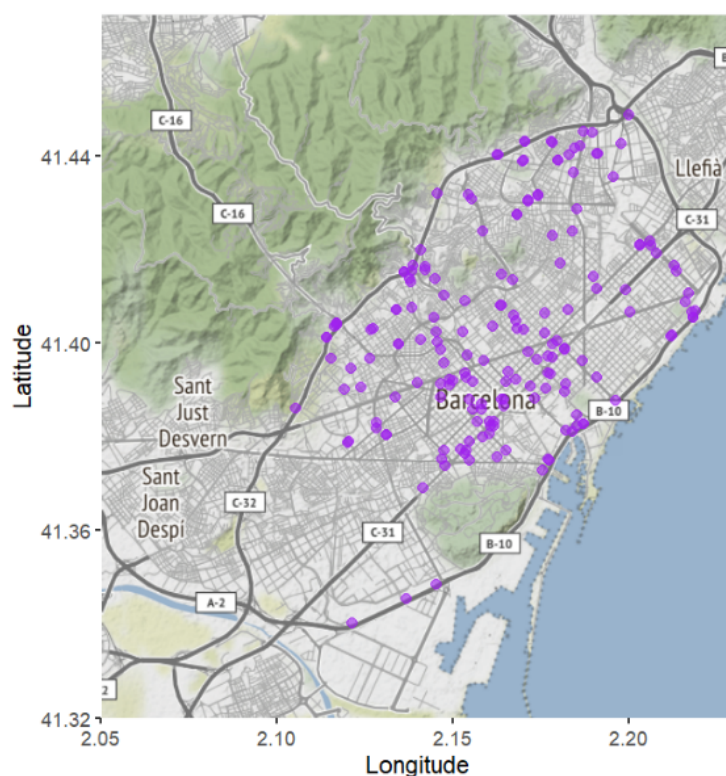 C-16
41.44
Llefià
C-31
C-16
41.40
Latitude
Sant
Just
Desvern
Barcelona
B-10
Sant
Joan
Despí
C-32
41.36
C-31
B-10
A-2
2
41.32
2.05
2.10
2.15
2.20
Longitude